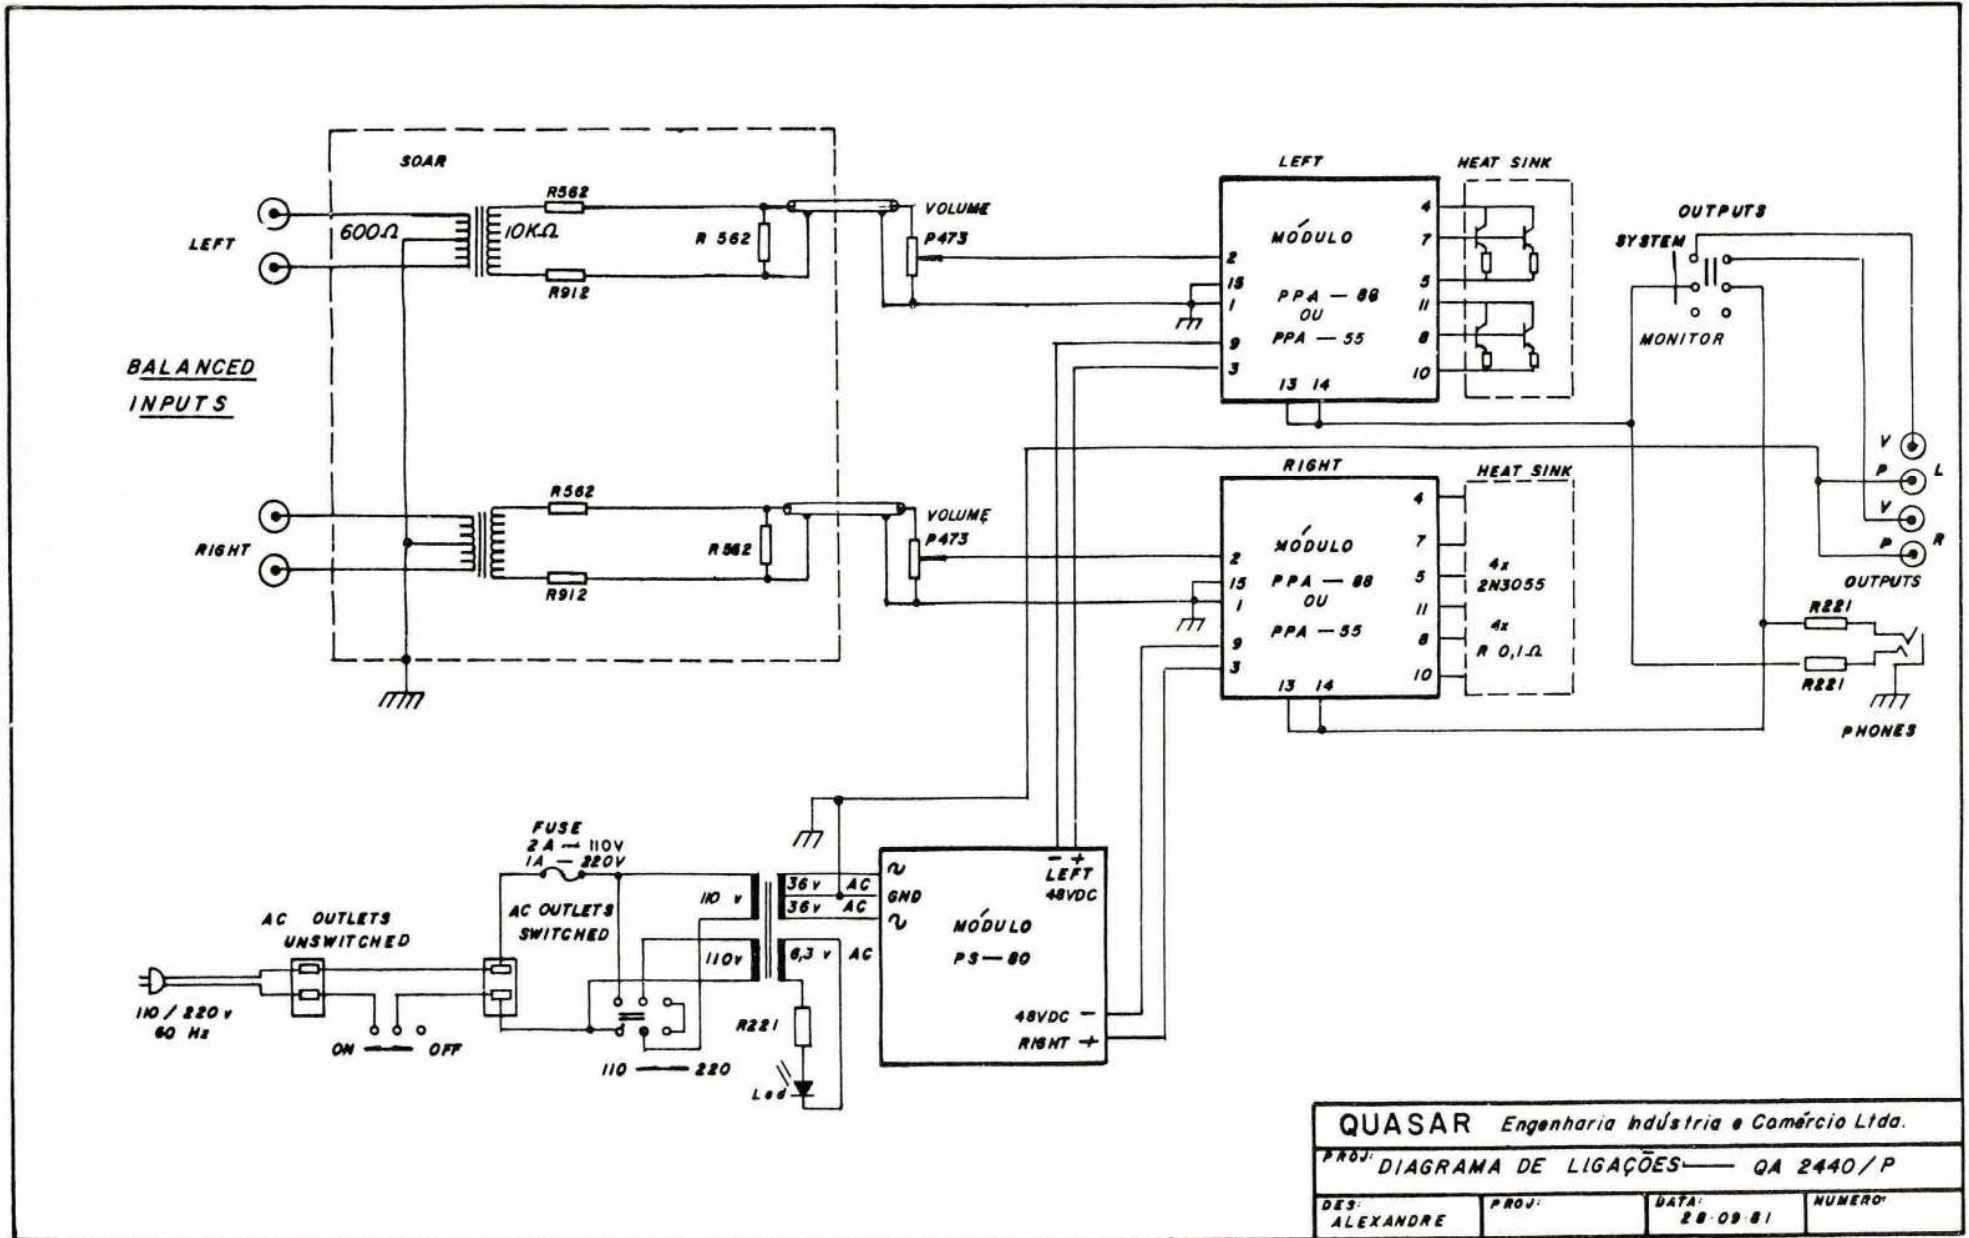 SOAR
LEFT
600Ω
10KΩ
R562
R 562
R912
VOLUME
P473
BALANCED
INPUTS
RIGHT
R562
R562
R912
VOLUME
P473
LEFT
MÓDULO
PPA — 88
OU
PPA — 55
2
15
1
9
3
13 14
4
7
5
11
8
10
HEAT SINK
RIGHT
MÓDULO
PPA — 88
OU
PPA — 55
2
15
1
9
3
13 14
4
7
5
11
8
10
HEAT SINK
4x
2N3055
4x
R 0,1Ω
OUTPUTS
SYSTEM
MONITOR
V
P
L
V
P
R
OUTPUTS
R221
R221
PHONES
FUSE
2A — 110V
1A — 220V
AC OUTLETS
UNSWITCHED
AC OUTLETS
SWITCHED
110 / 220 v
60 Hz
ON — OFF
110 — 220
110 v
110v
36v AC
36v AC
6,3 v AC
R221
Led
~
GND
~
- +
LEFT
48VDC
MÓDULO
PS — 80
48VDC -
RIGHT +
QUASAR Engenharia Indústria e Comércio Ltda.
PROJ: DIAGRAMA DE LIGAÇÕES — QA 2440/P
DES:
ALEXANDRE
PROJ:
DATA:
28·09·81
NUMERO: